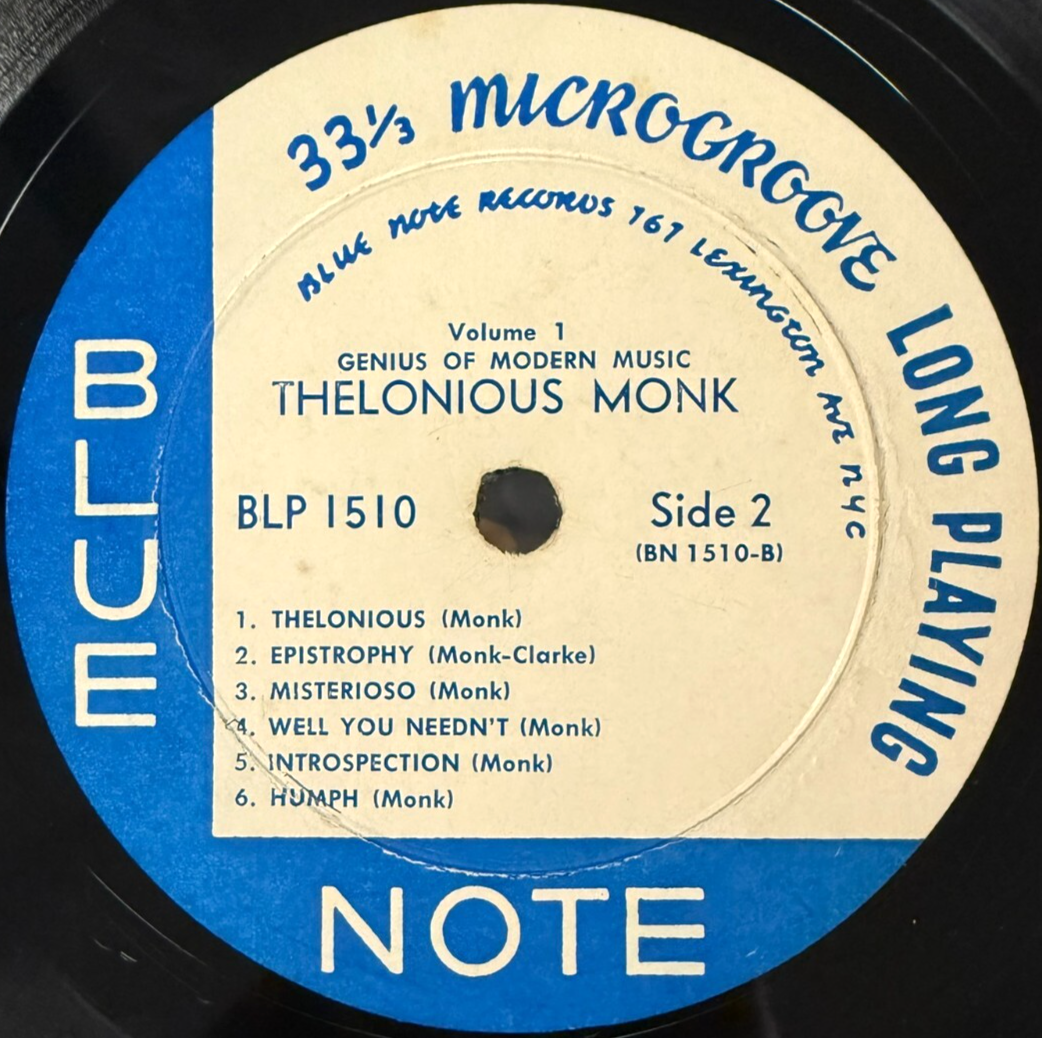 33⅓ MICROGROOVE LONG PLAYING
BLUE NOTE RECORDS 767 LEXINGTON AVE NYC
Volume 1
GENIUS OF MODERN MUSIC
THELONIOUS MONK
BLP 1510
Side 2
(BN 1510-B)
1. THELONIOUS (Monk)
2. EPISTROPHY (Monk-Clarke)
3. MISTERIOSO (Monk)
4. WELL YOU NEEDN'T (Monk)
5. INTROSPECTION (Monk)
6. HUMPH (Monk)
BLUE
NOTE